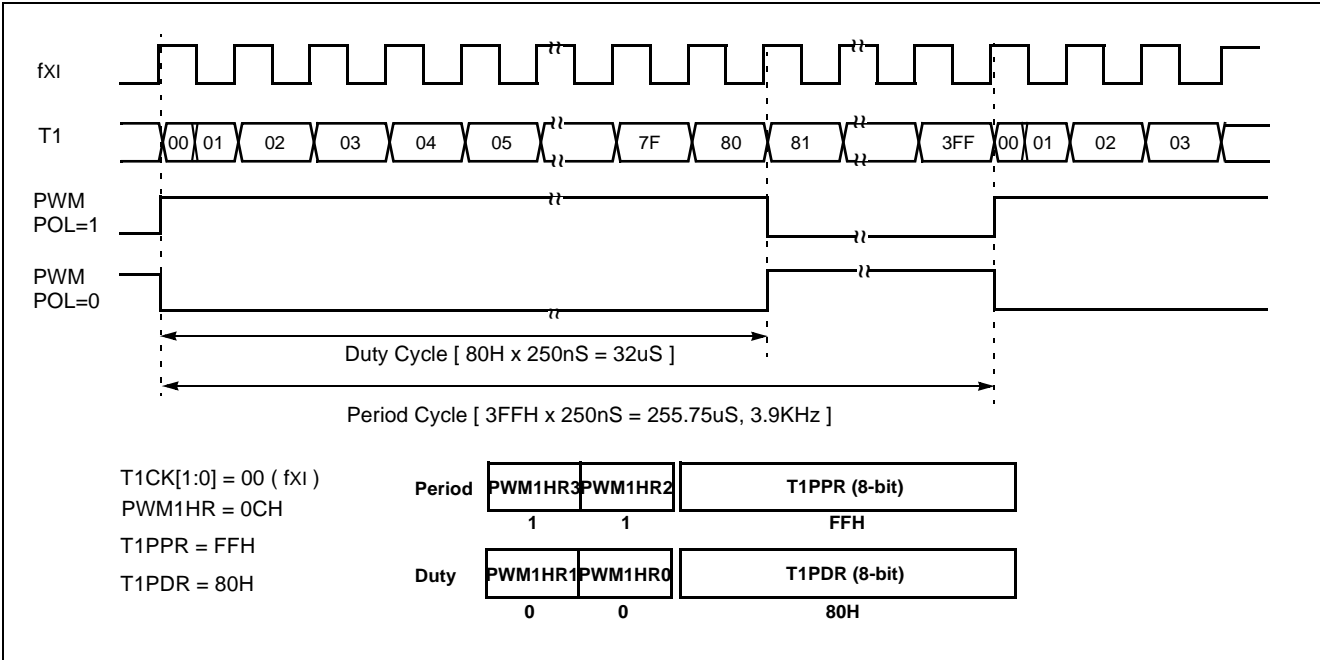 fXI
T1 00 01 02 03 04 05 7F 80 81 3FF 00 01 02 03
PWM
POL=1
PWM
POL=0
Duty Cycle [ 80H x 250nS = 32uS ]
Period Cycle [ 3FFH x 250nS = 255.75uS, 3.9KHz ]
T1CK[1:0] = 00 ( fXI )
PWM1HR = 0CH
T1PPR = FFH
T1PDR = 80H
Period PWM1HR3 PWM1HR2 T1PPR (8-bit)
1 1 FFH
Duty PWM1HR1 PWM1HR0 T1PDR (8-bit)
0 0 80H